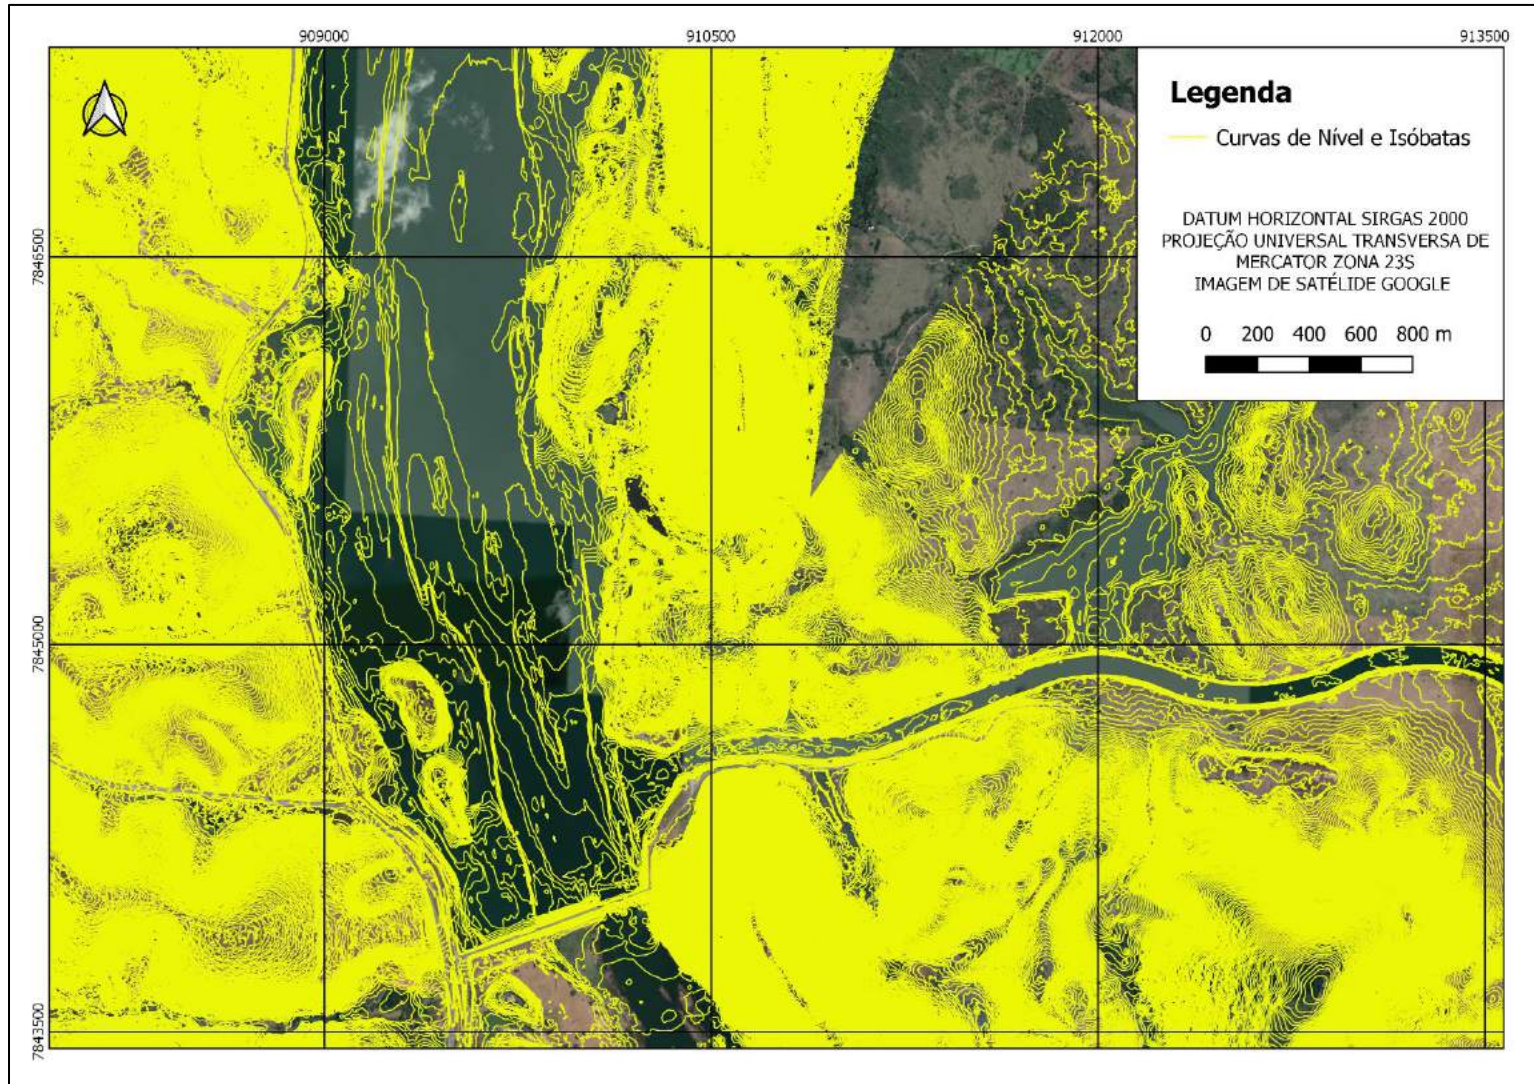 909000 910500 912000 913500
Legenda
Curvas de Nível e Isóbatas
DATUM HORIZONTAL SIRGAS 2000
PROJEÇÃO UNIVERSAL TRANSVERSA DE
MERCATOR ZONA 23S
IMAGEM DE SATÉLIDE GOOGLE
0 200 400 600 800 m
7846500
7845000
7843500